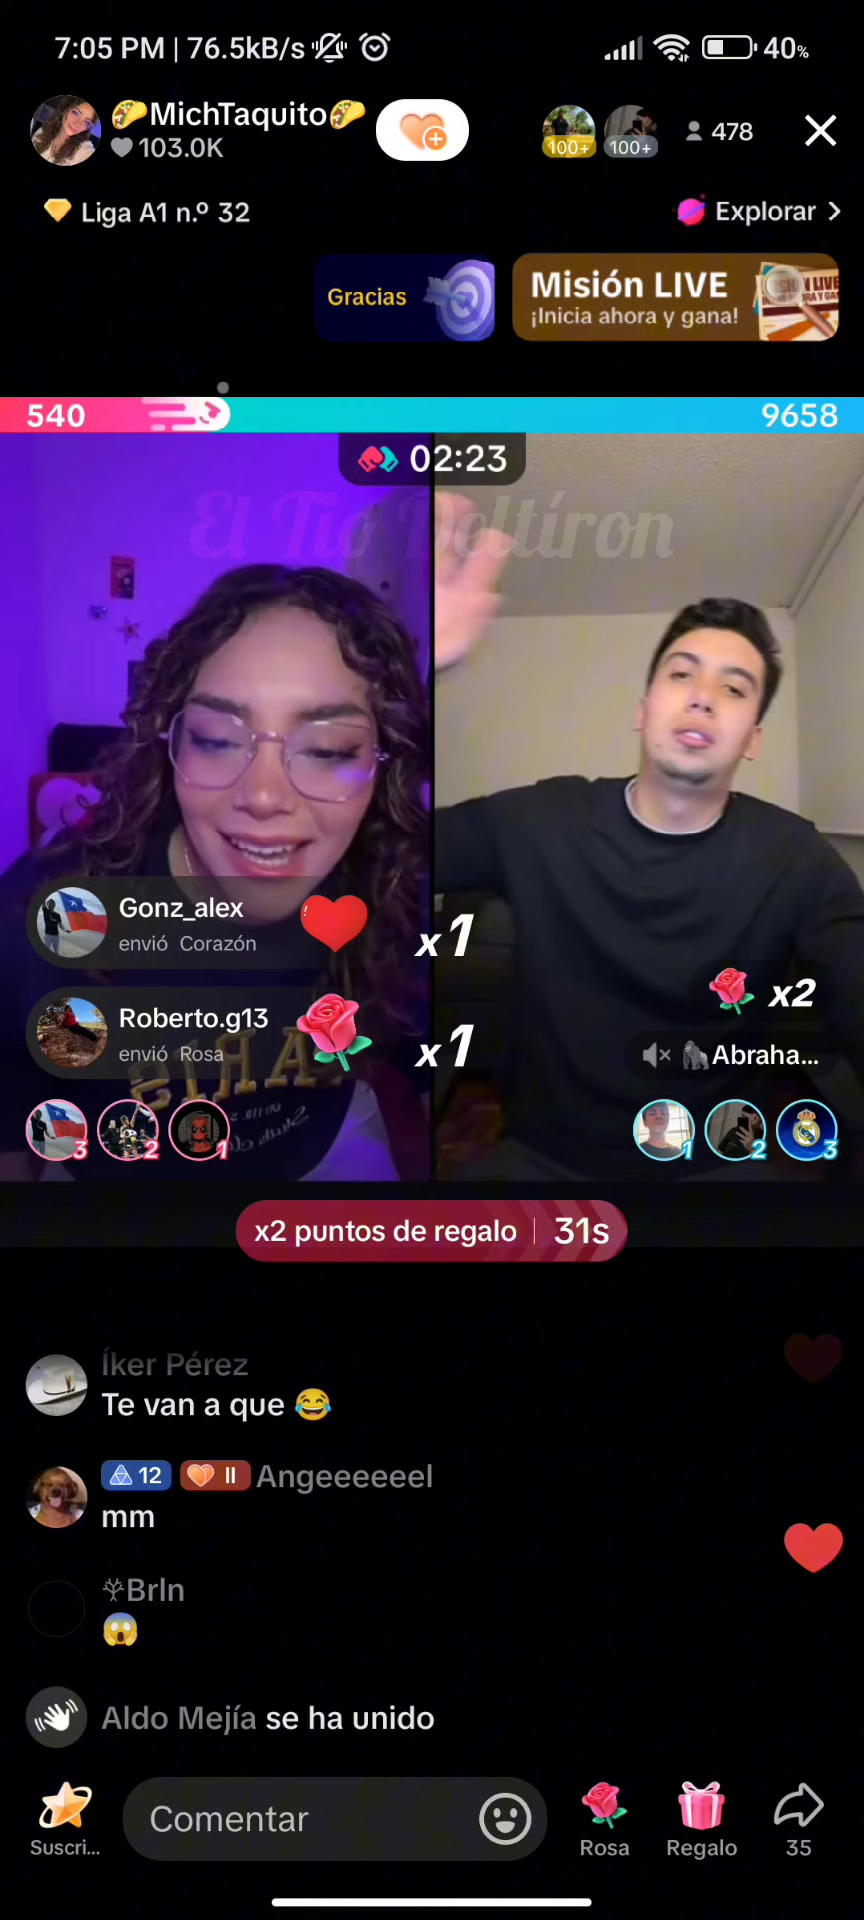 7:05 PM | 76.5kB/s
40%
🌮MichTaquito🌮
103.0K
100+
100+
478
Liga A1 n.º 32
Explorar >
Gracias
Misión LIVE
¡Inicia ahora y gana!
540
9658
02:23
El Tio Deltíron
Gonz_alex
envió Corazón
x1
Roberto.g13
envió Rosa
x1
x2
🦍Abraha...
3
2
1
1
2
3
x2 puntos de regalo | 31s
Íker Pérez
Te van a que 😂
12
II
Angeeeeeel
mm
Brln
😱
Aldo Mejía se ha unido
Suscri...
Comentar
Rosa
Regalo
35